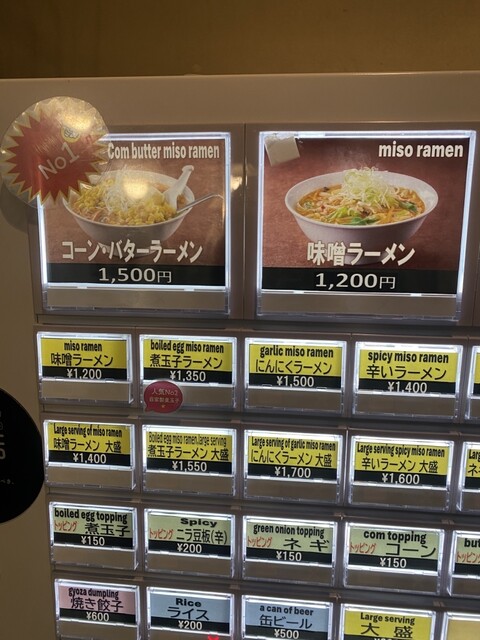 No1
Corn butter miso ramen
コーン・バターラーメン
1,500円
miso ramen
味噌ラーメン
1,200円
miso ramen
味噌ラーメン
¥1,200
boiled egg miso ramen
煮玉子ラーメン
¥1,350
人気No2
garlic miso ramen
にんにくラーメン
¥1,500
spicy miso ramen
辛いラーメン
¥1,400
Large serving of miso ramen
味噌ラーメン 大盛
¥1,400
Boiled egg miso ramen, large serving
煮玉子ラーメン 大盛
¥1,550
Large serving of garlic miso ramen
にんにくラーメン 大盛
¥1,700
Large serving spicy miso ramen
辛いラーメン 大盛
¥1,600
boiled egg topping
トッピング 煮玉子
¥150
Spicy
トッピング ニラ豆板(辛)
¥200
green onion topping
トッピング ネギ
¥150
corn topping
トッピング コーン
¥150
gyoza dumpling
焼き餃子
¥600
Rice
ライス
¥200
a can of beer
缶ビール
¥500
Large serving
大盛